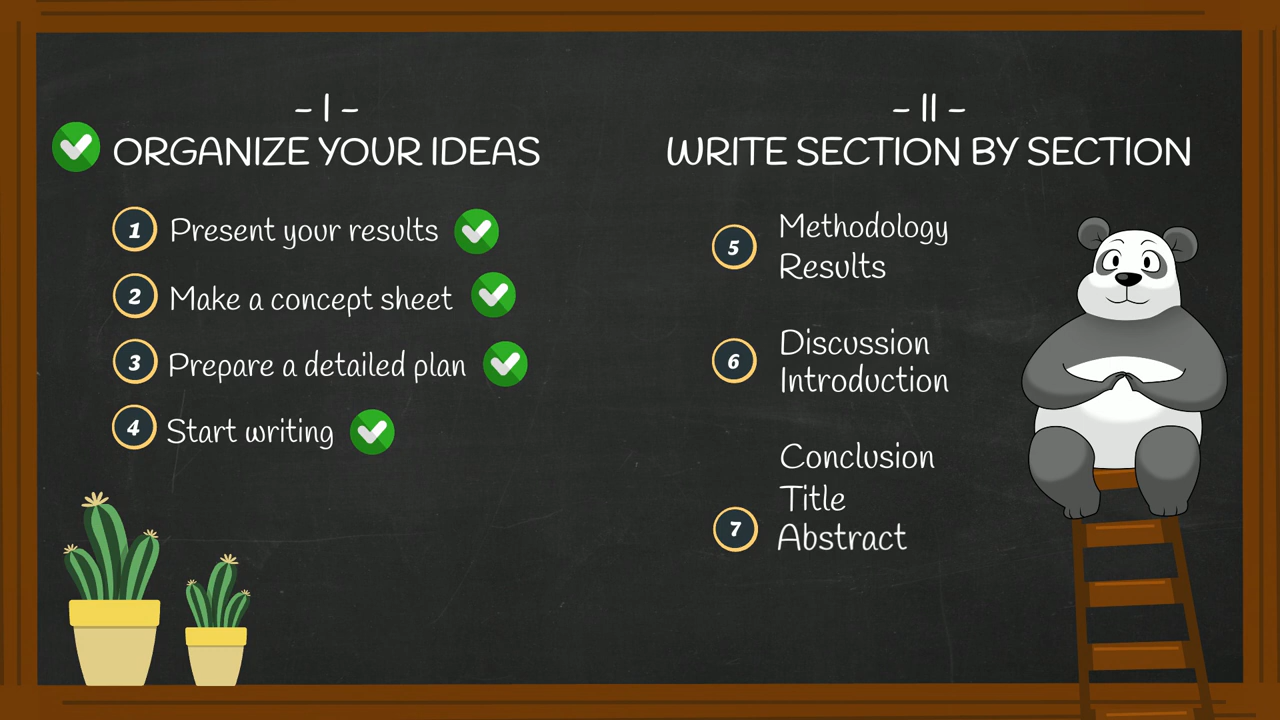 - I -
ORGANIZE YOUR IDEAS
1 Present your results
2 Make a concept sheet
3 Prepare a detailed plan
4 Start writing
- II -
WRITE SECTION BY SECTION
5 Methodology
Results
6 Discussion
Introduction
Conclusion
Title
7 Abstract